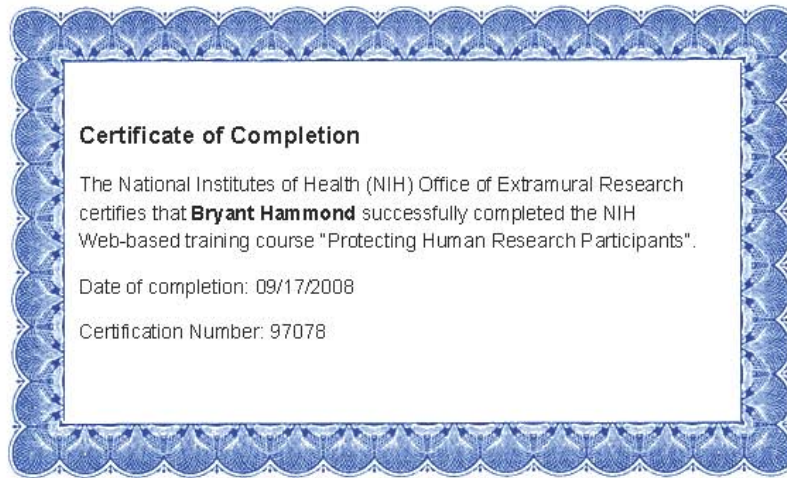 Certificate of Completion
The National Institutes of Health (NIH) Office of Extramural Research
certifies that Bryant Hammond successfully completed the NIH
Web-based training course "Protecting Human Research Participants".
Date of completion: 09/17/2008
Certification Number: 97078